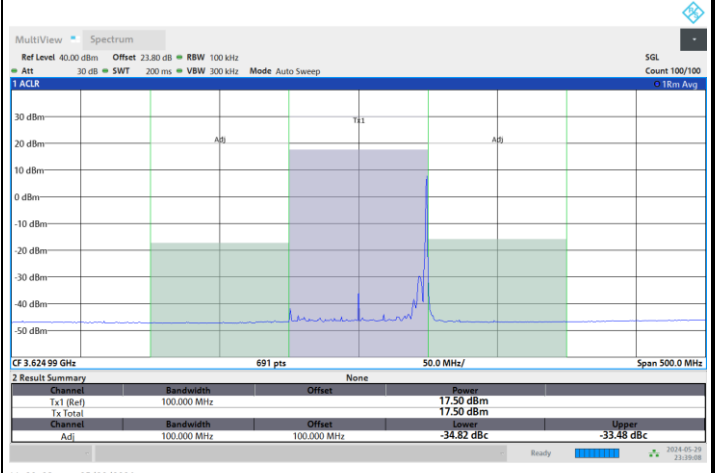 MultiView Spectrum
Ref Level 40.00 dBm Offset 23.80 dB RBW 100 kHz SGL
Att 30 dB SWT 200 ms VBW 300 kHz Mode Auto Sweep Count 100/100
1 ACLR 1Rm Avg
30 dBm
Tx1
20 dBm Adj Adj
10 dBm
0 dBm
-10 dBm
-20 dBm
-30 dBm
-40 dBm
-50 dBm
CF 3.624 99 GHz 691 pts 50.0 MHz/ Span 500.0 MHz
2 Result Summary None
Channel Bandwidth Offset Power
Tx1 (Ref) 100.000 MHz 17.50 dBm
Tx Total 17.50 dBm
Channel Bandwidth Offset Lower Upper
Adj 100.000 MHz 100.000 MHz -34.82 dBc -33.48 dBc
Ready 2024-05-29
23:39:08